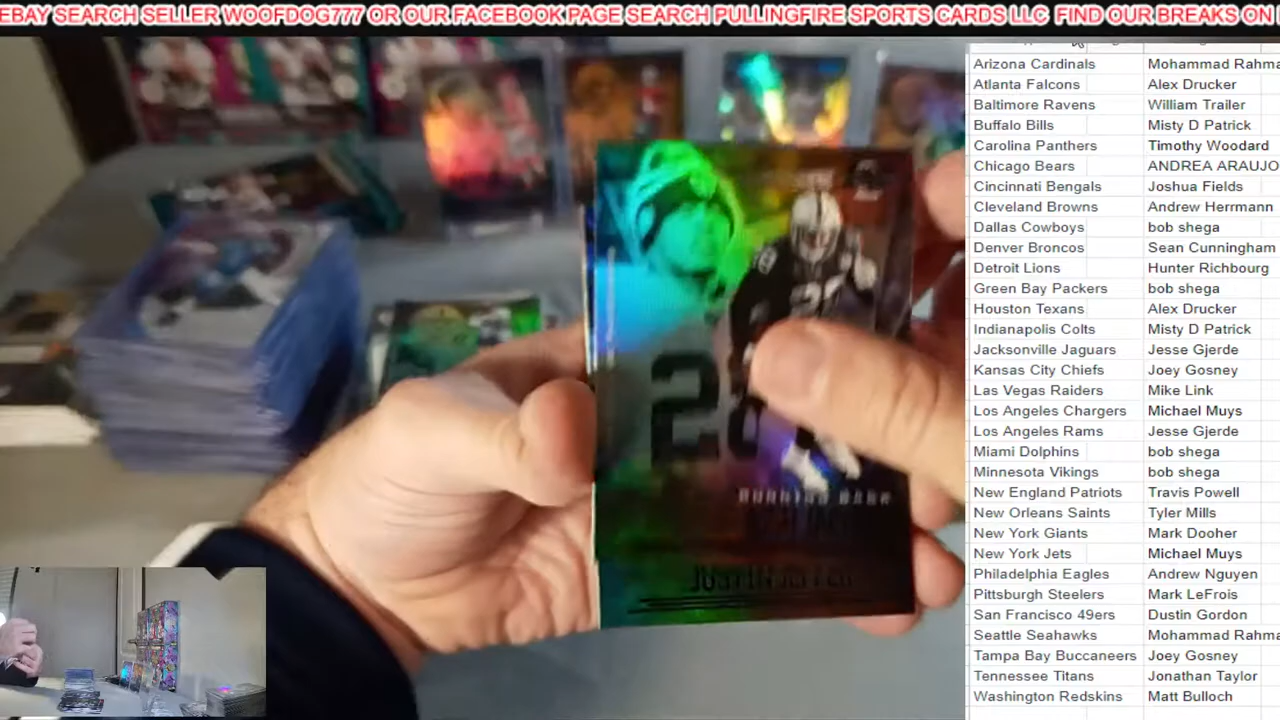 EBAY SEARCH SELLER WOOFDOG777 OR OUR FACEBOOK PAGE SEARCH PULLINGFIRE SPORTS CARDS LLC FIND OUR BREAKS ON
Arizona Cardinals Mohammad Rahma
Atlanta Falcons Alex Drucker
Baltimore Ravens William Trailer
Buffalo Bills Misty D Patrick
Carolina Panthers Timothy Woodard
Chicago Bears ANDREA ARAUJO
Cincinnati Bengals Joshua Fields
Cleveland Browns Andrew Herrmann
Dallas Cowboys bob shega
Denver Broncos Sean Cunningham
Detroit Lions Hunter Richbourg
Green Bay Packers bob shega
Houston Texans Alex Drucker
Indianapolis Colts Misty D Patrick
Jacksonville Jaguars Jesse Gjerde
Kansas City Chiefs Joey Gosney
Las Vegas Raiders Mike Link
Los Angeles Chargers Michael Muys
Los Angeles Rams Jesse Gjerde
Miami Dolphins bob shega
Minnesota Vikings bob shega
New England Patriots Travis Powell
New Orleans Saints Tyler Mills
New York Giants Mark Dooher
New York Jets Michael Muys
Philadelphia Eagles Andrew Nguyen
Pittsburgh Steelers Mark LeFrois
San Francisco 49ers Dustin Gordon
Seattle Seahawks Mohammad Rahma
Tampa Bay Buccaneers Joey Gosney
Tennessee Titans Jonathan Taylor
Washington Redskins Matt Bulloch
2
RUNNING BACK